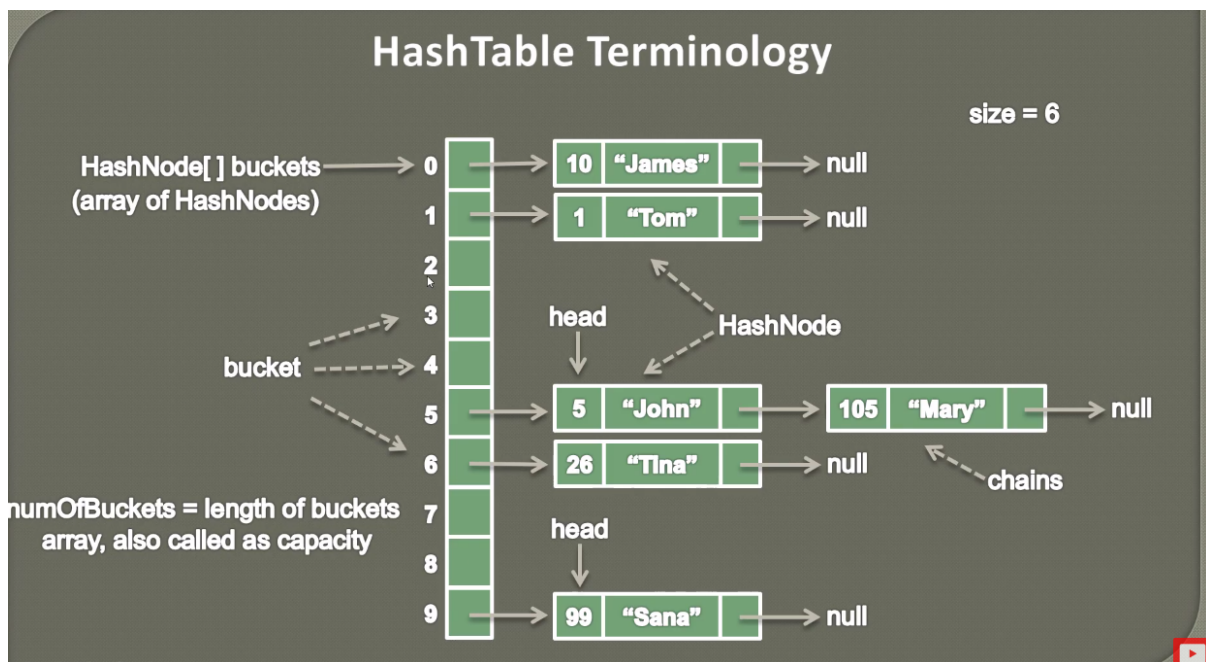 HashTable Terminology
size = 6
HashNode[ ] buckets
(array of HashNodes)
0
10 “James”
null
1
1 “Tom”
null
2
3
4
bucket
head
HashNode
5
5 “John”
105 “Mary”
null
6
26 “Tina”
null
chains
numOfBuckets = length of buckets
array, also called as capacity
7
8
head
9
99 “Sana”
null